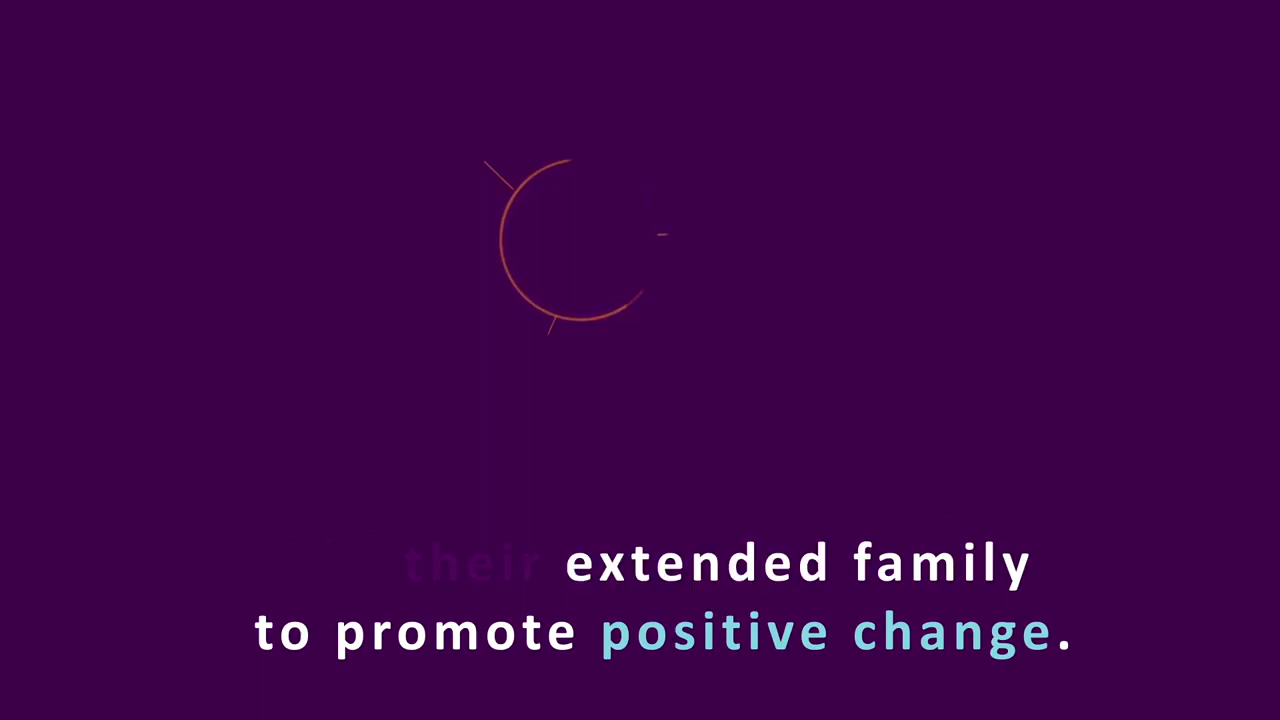 their extended family
to promote positive change.